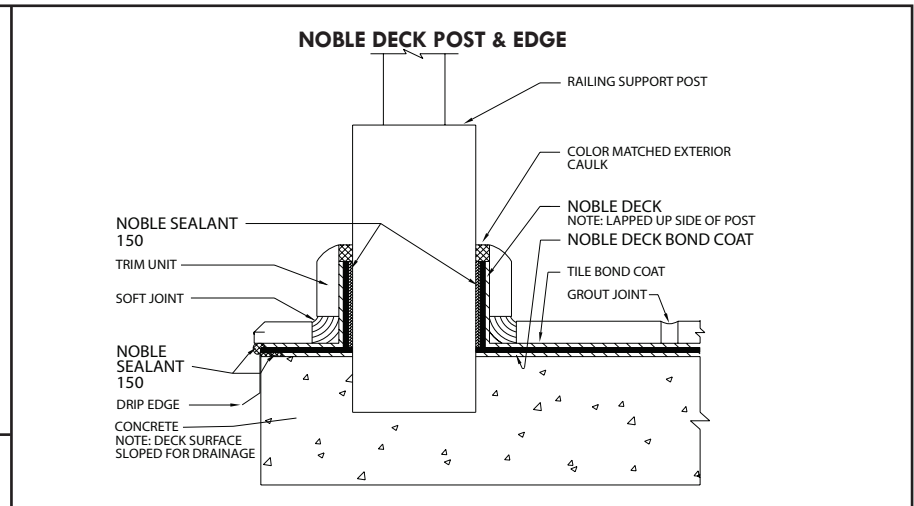 NOBLE DECK POST & EDGE
RAILING SUPPORT POST
COLOR MATCHED EXTERIOR
CAULK
NOBLE DECK
NOTE: LAPPED UP SIDE OF POST
NOBLE DECK BOND COAT
TILE BOND COAT
GROUT JOINT
NOBLE SEALANT
150
TRIM UNIT
SOFT JOINT
NOBLE
SEALANT
150
DRIP EDGE
CONCRETE
NOTE: DECK SURFACE
SLOPED FOR DRAINAGE